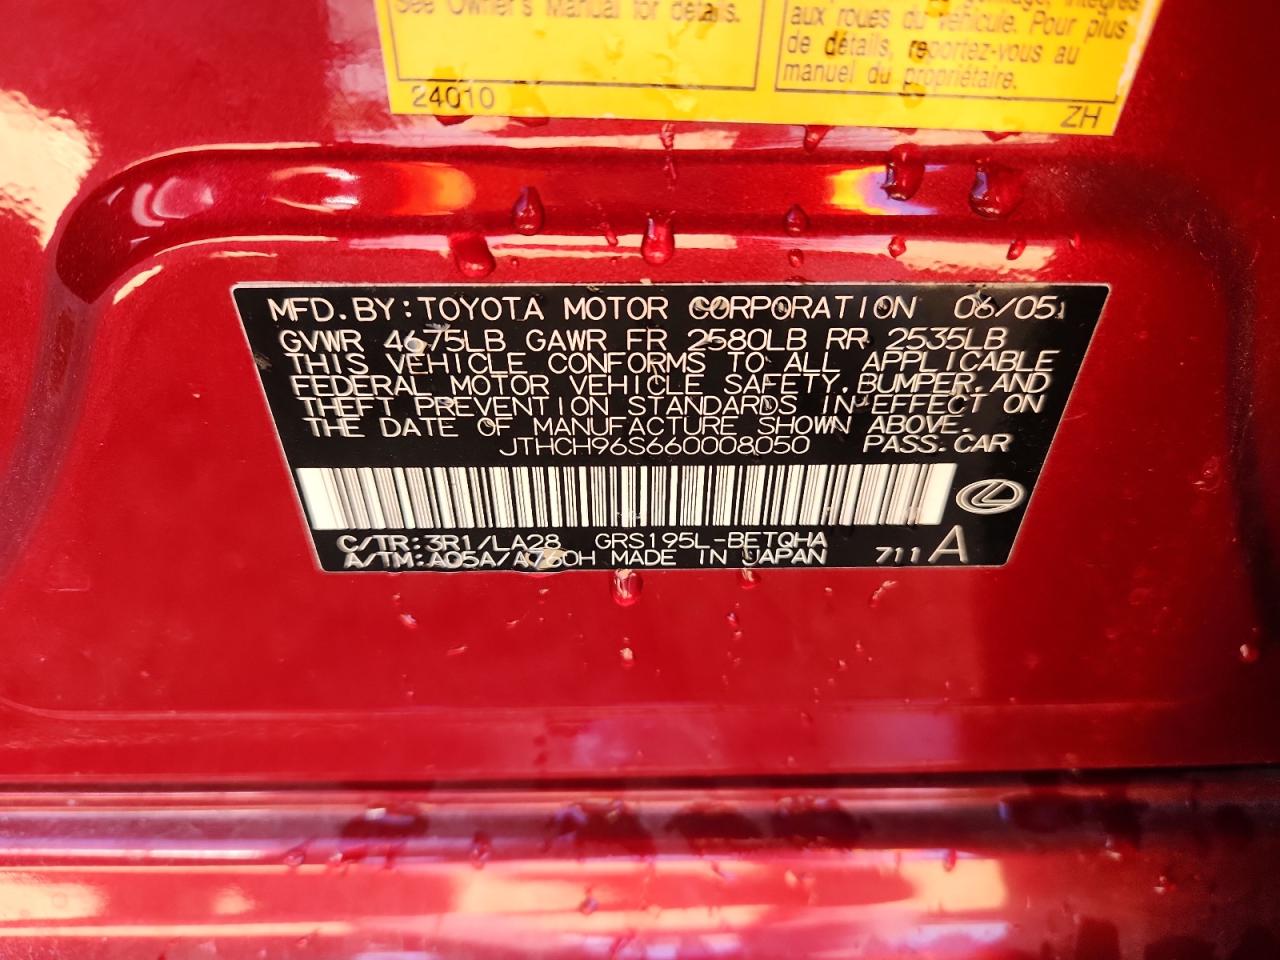 See Owner's Manual for details.
aux roues du véhicule. Pour plus
de détails, reportez-vous au
manuel du propriétaire.
24010
ZH
MFD. BY: TOYOTA MOTOR CORPORATION 06/05
GVWR 4675LB GAWR FR 2580LB RR 2535LB
THIS VEHICLE CONFORMS TO ALL APPLICABLE
FEDERAL MOTOR VEHICLE SAFETY, BUMPER, AND
THEFT PREVENTION STANDARDS IN EFFECT ON
THE DATE OF MANUFACTURE SHOWN ABOVE.
JTHCH96S660008050 PASS. CAR
C/TR: 3R1/LA28 GRS195L-BETQHA
A/TM: A05A/A760H MADE IN JAPAN 711 A